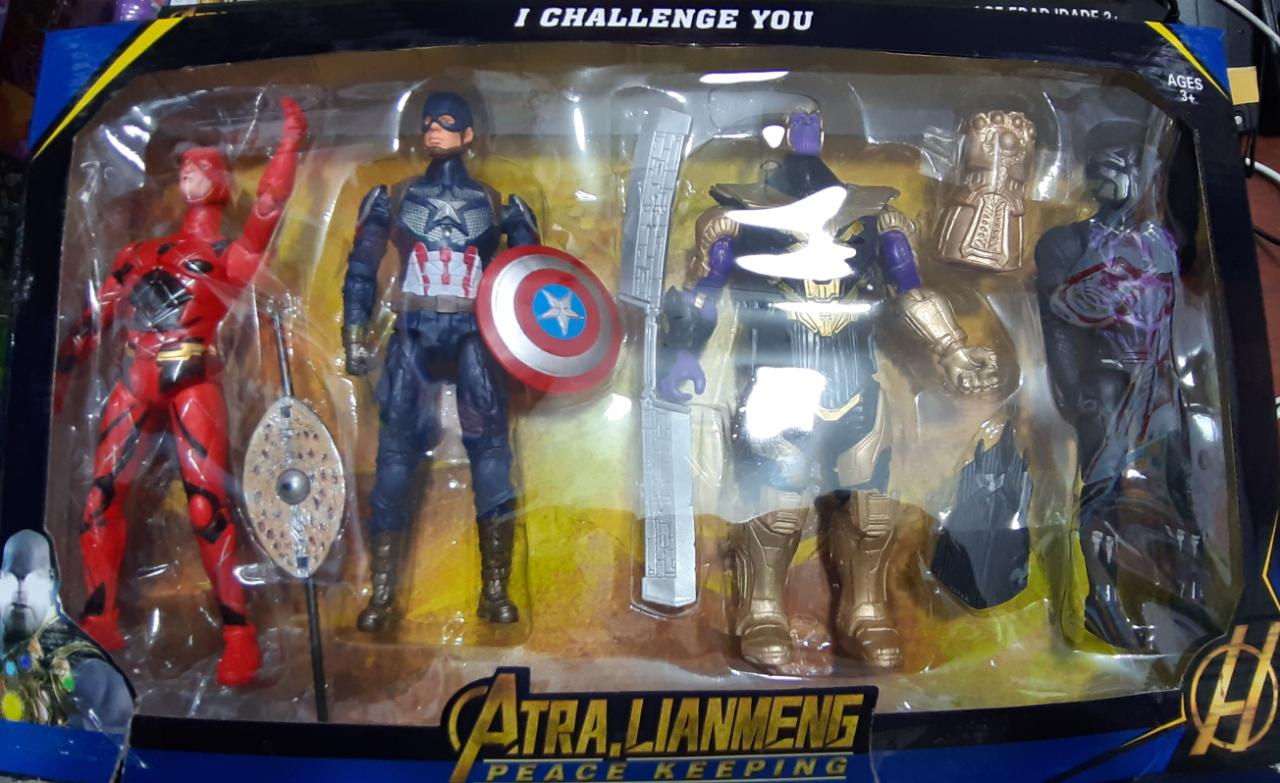 I CHALLENGE YOU
AGES
3+
ATRA,LIANMENG
PEACE KEEPING